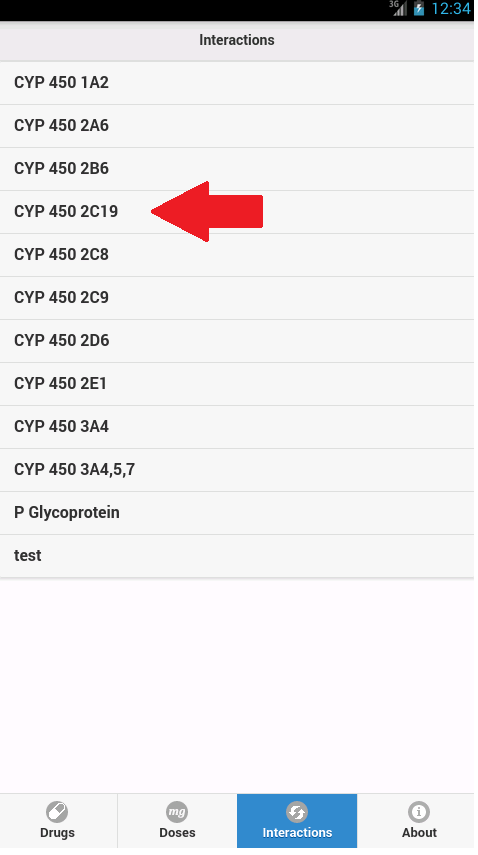 3G 12:34
Interactions
CYP 450 1A2
CYP 450 2A6
CYP 450 2B6
CYP 450 2C19
CYP 450 2C8
CYP 450 2C9
CYP 450 2D6
CYP 450 2E1
CYP 450 3A4
CYP 450 3A4,5,7
P Glycoprotein
test
mg
Drugs Doses Interactions About